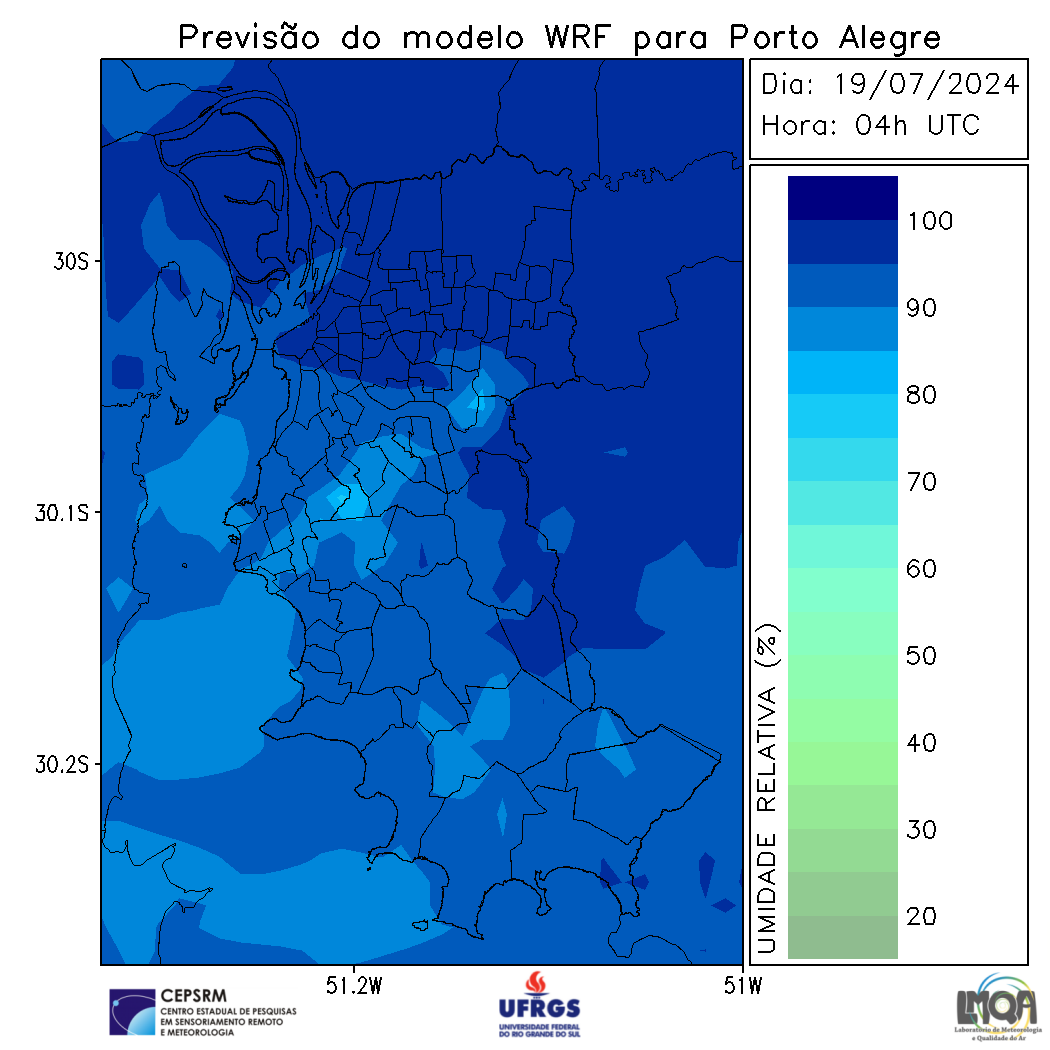 Previsão do modelo WRF para Porto Alegre
Dia: 19/07/2024
Hora: 04h UTC
30S
30.1S
30.2S
51.2W
51W
UMIDADE RELATIVA (%)
100
90
80
70
60
50
40
30
20
CEPSRM
CENTRO ESTADUAL DE PESQUISAS
EM SENSORIAMENTO REMOTO
E METEOROLOGIA
UFRGS
UNIVERSIDADE FEDERAL
DO RIO GRANDE DO SUL
LMQA
Laboratório de Meteorologia
e Qualidade do Ar